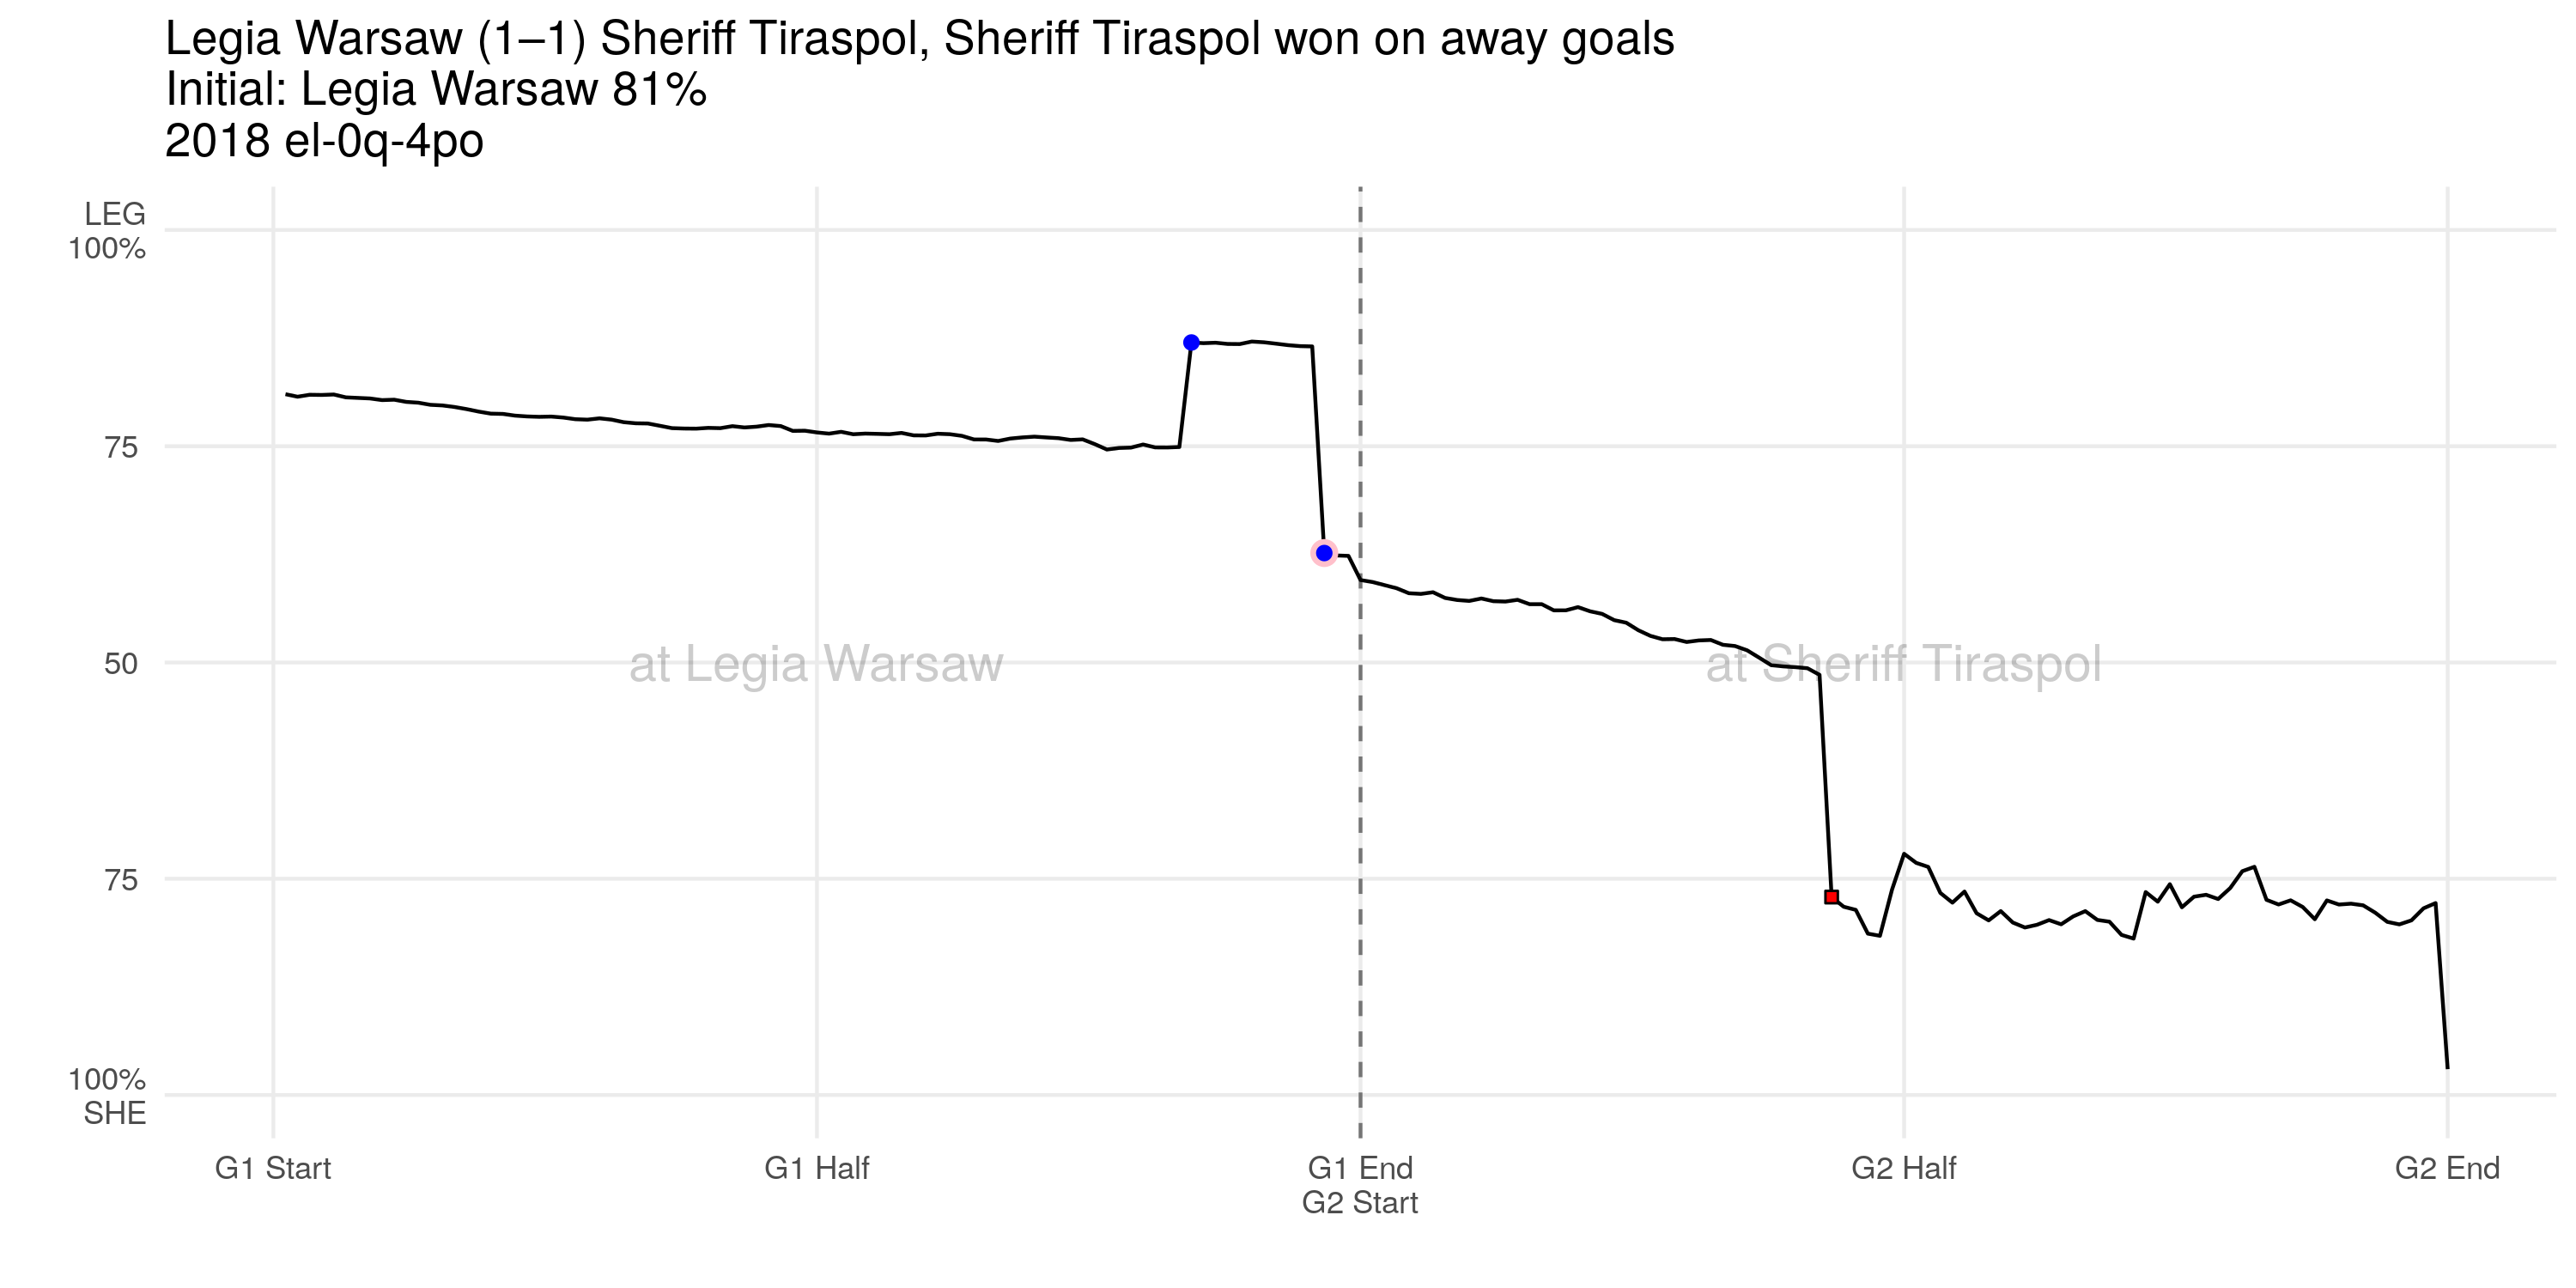 Legia Warsaw (1–1) Sheriff Tiraspol, Sheriff Tiraspol won on away goals
Initial: Legia Warsaw 81%
2018 el-0q-4po
LEG
100%
75
50
75
100%
SHE
at Legia Warsaw
at Sheriff Tiraspol
G1 Start
G1 Half
G1 End
G2 Start
G2 Half
G2 End